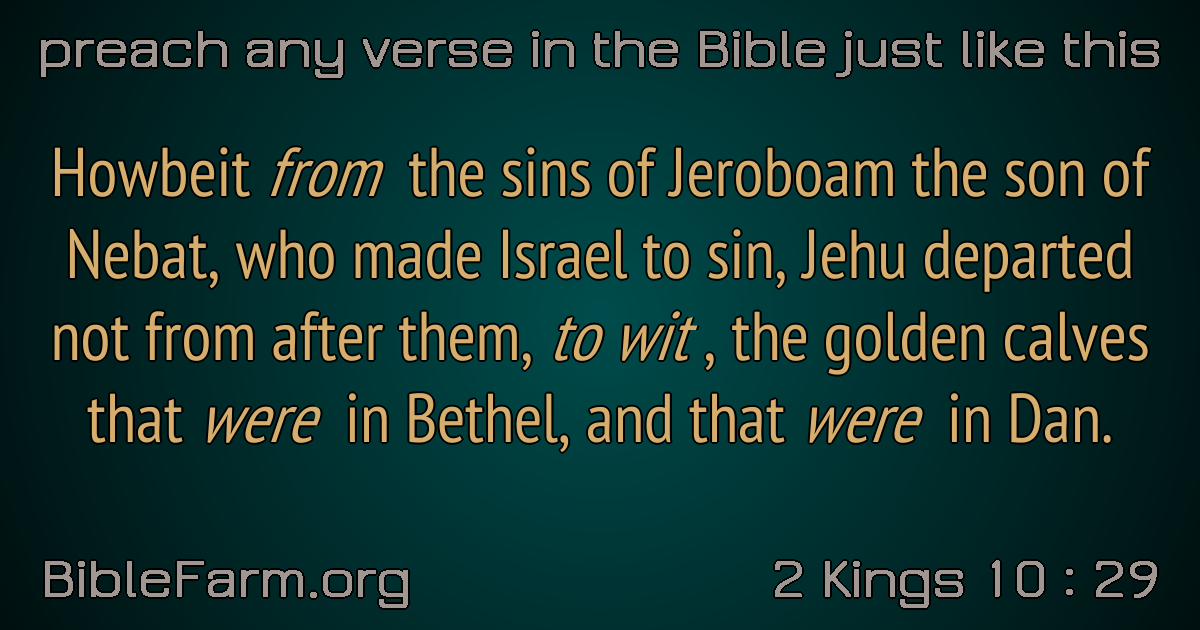 preach any verse in the Bible just like this
Howbeit from the sins of Jeroboam the son of
Nebat, who made Israel to sin, Jehu departed
not from after them, to wit , the golden calves
that were in Bethel, and that were in Dan.
BibleFarm.org
2 Kings 10 : 29